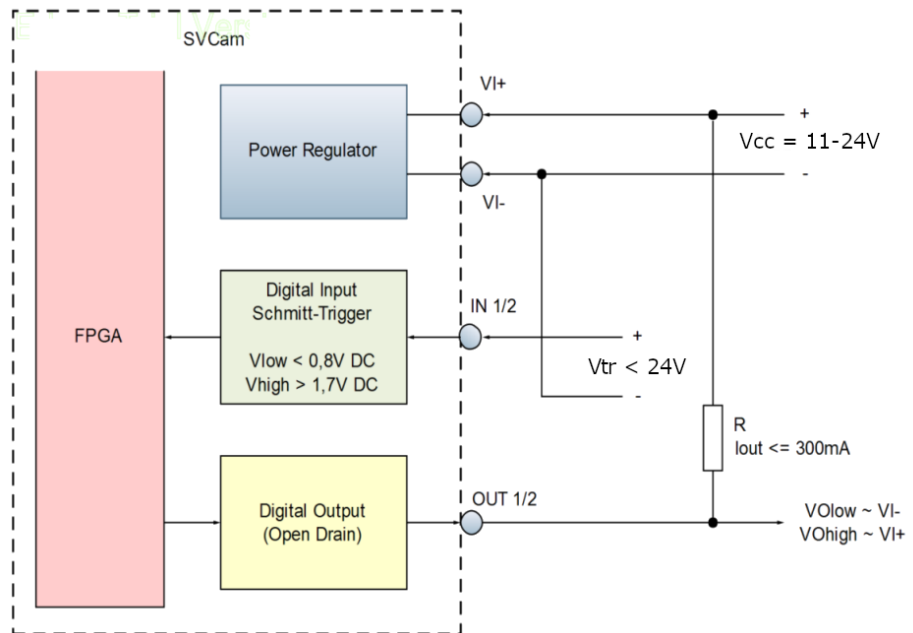 SVCam
VI+
+
Power Regulator
Vcc = 11-24V
-
VI-
Digital Input
Schmitt-Trigger
IN 1/2
FPGA
+
Vlow < 0,8V DC
Vhigh > 1,7V DC
Vtr < 24V
-
R
Iout <= 300mA
Digital Output
(Open Drain)
OUT 1/2
VOlow ~ VI-
VOhigh ~ VI+